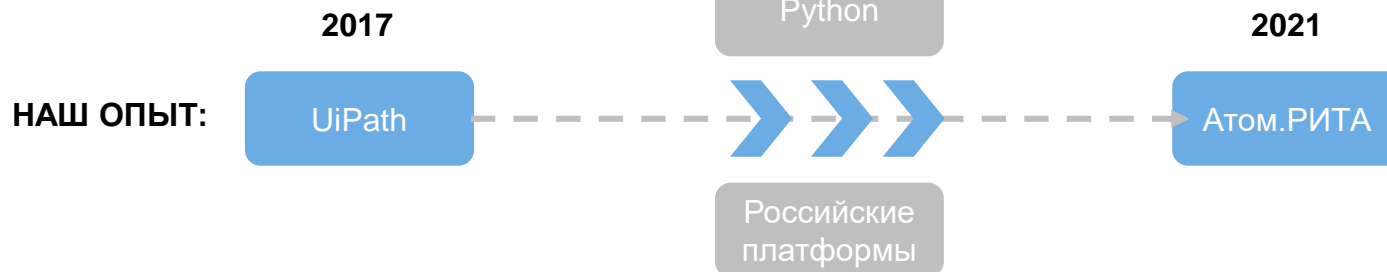 Python
2017
2021
НАШ ОПЫТ:
UiPath
Атом.РИТА
Российские
платформы